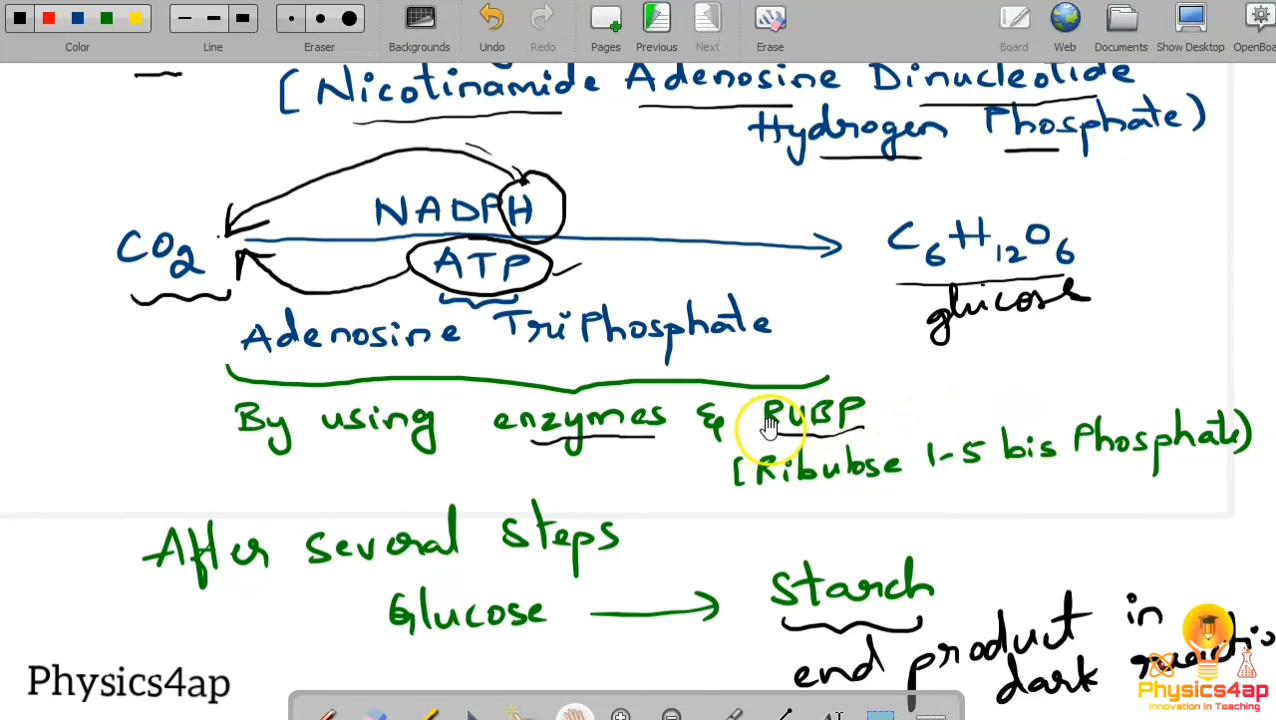 Color
Line
Eraser
Backgrounds
Undo
Redo
Pages
Previous
Next
Erase
Board
Web
Documents
Show Desktop
OpenBoa
[Nicotinamide Adenosine Dinucleotide
Hydrogen Phosphate)
NADPH
CO2
C6H12O6
ATP
glucose
Adenosine TriPhosphate
By using enzymes & RUBP
[Ribulose 1-5 bis Phosphate)
After several steps
Glucose → starch
end product in
dark reactio
Physics4ap
Physics4ap
Innovation in Teaching